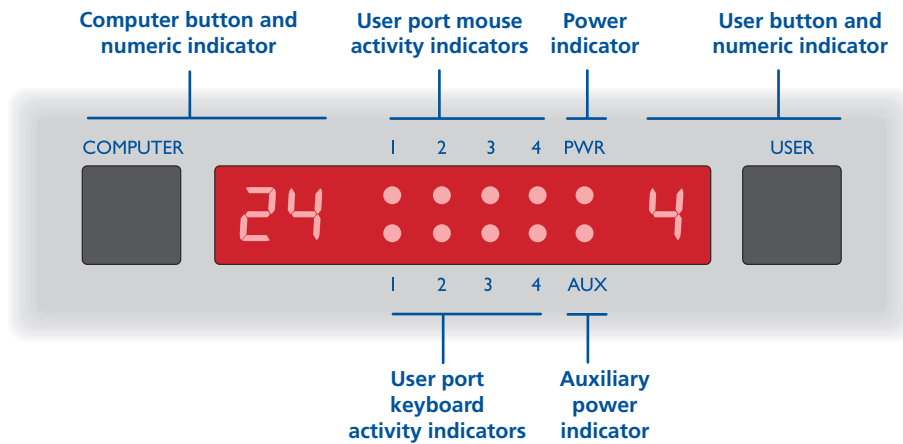 Computer button and
numeric indicator
User port mouse
activity indicators
Power
indicator
User button and
numeric indicator
COMPUTER
1 2 3 4 PWR
USER
24
4
1 2 3 4 AUX
User port
keyboard
activity indicators
Auxiliary
power
indicator